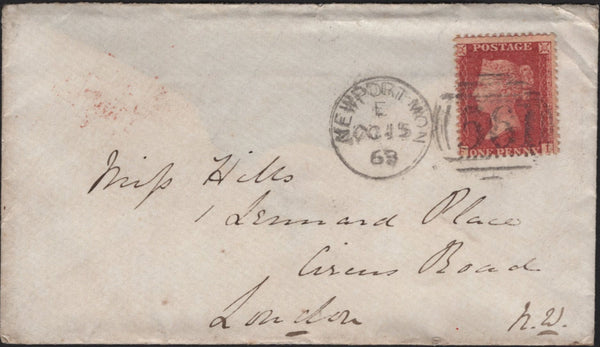 POSTAGE
ONE PENNY
NEWPORT-MON
E
OC 15
63
Miss Hills
1 Lennard Place
Circus Road
London N.W.